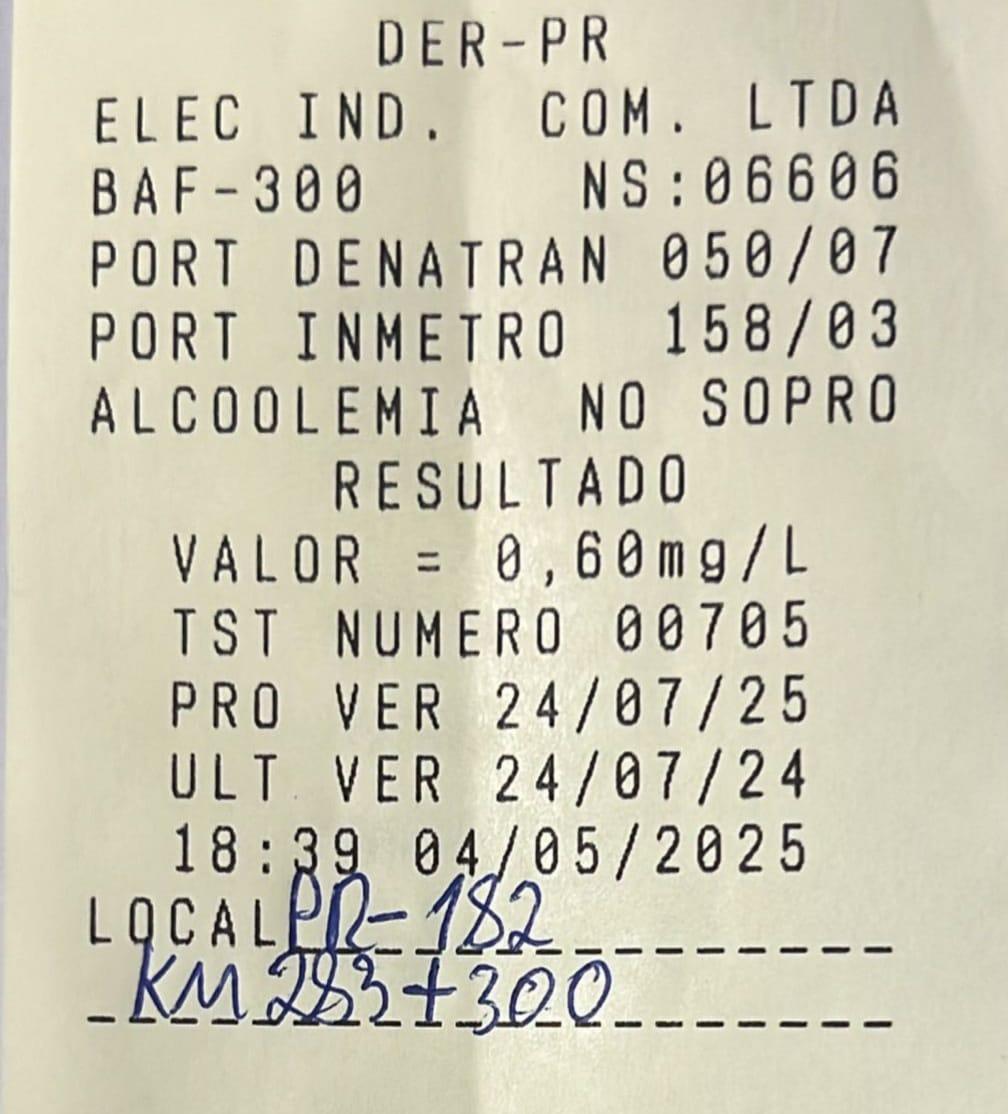 DER-PR
ELEC IND. COM. LTDA
BAF-300 NS:06606
PORT DENATRAN 050/07
PORT INMETRO 158/03
ALCOOLEMIA NO SOPRO
RESULTADO
VALOR = 0,60mg/L
TST NUMERO 00705
PRO VER 24/07/25
ULT VER 24/07/24
18:39 04/05/2025
LOCAL PR-182
KM 283+300